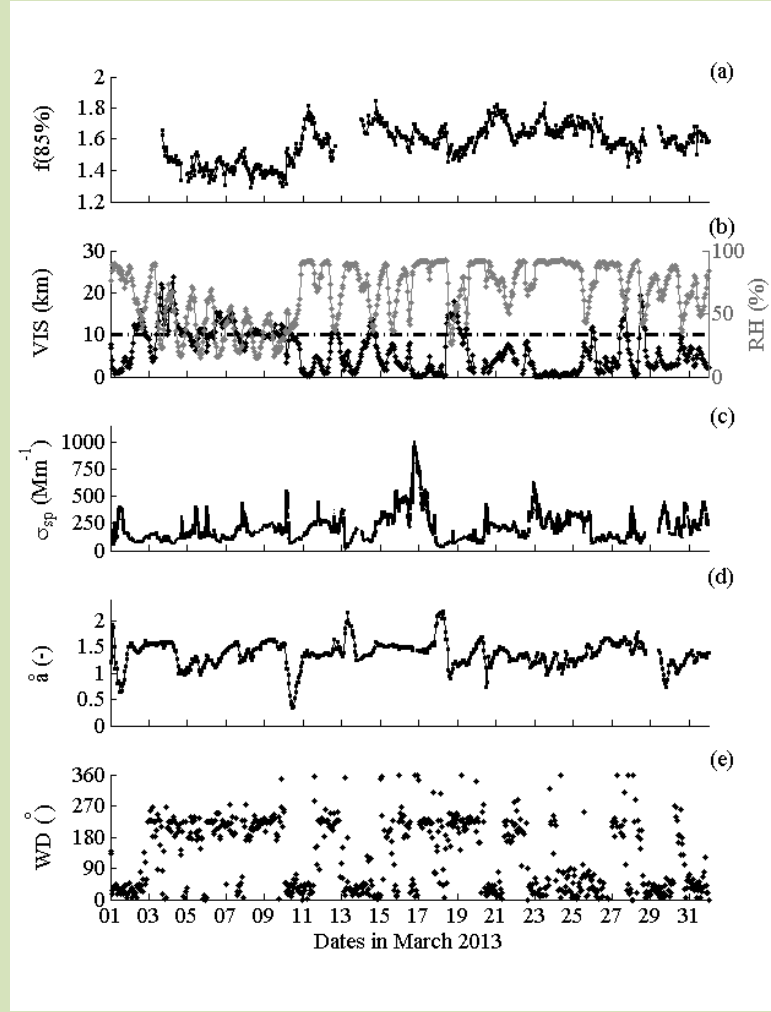 (a)
2
1.8
1.6
1.4
1.2
f(85%)
(b)
30
20
10
0
VIS (km)
100
50
0
RH (%)
(c)
1000
750
500
250
0
σsp (Mm-1)
(d)
2
1.5
1
0.5
0
å (-)
(e)
360
270
180
90
0
WD (°)
01 03 05 07 09 11 13 15 17 19 21 23 25 27 29 31
Dates in March 2013